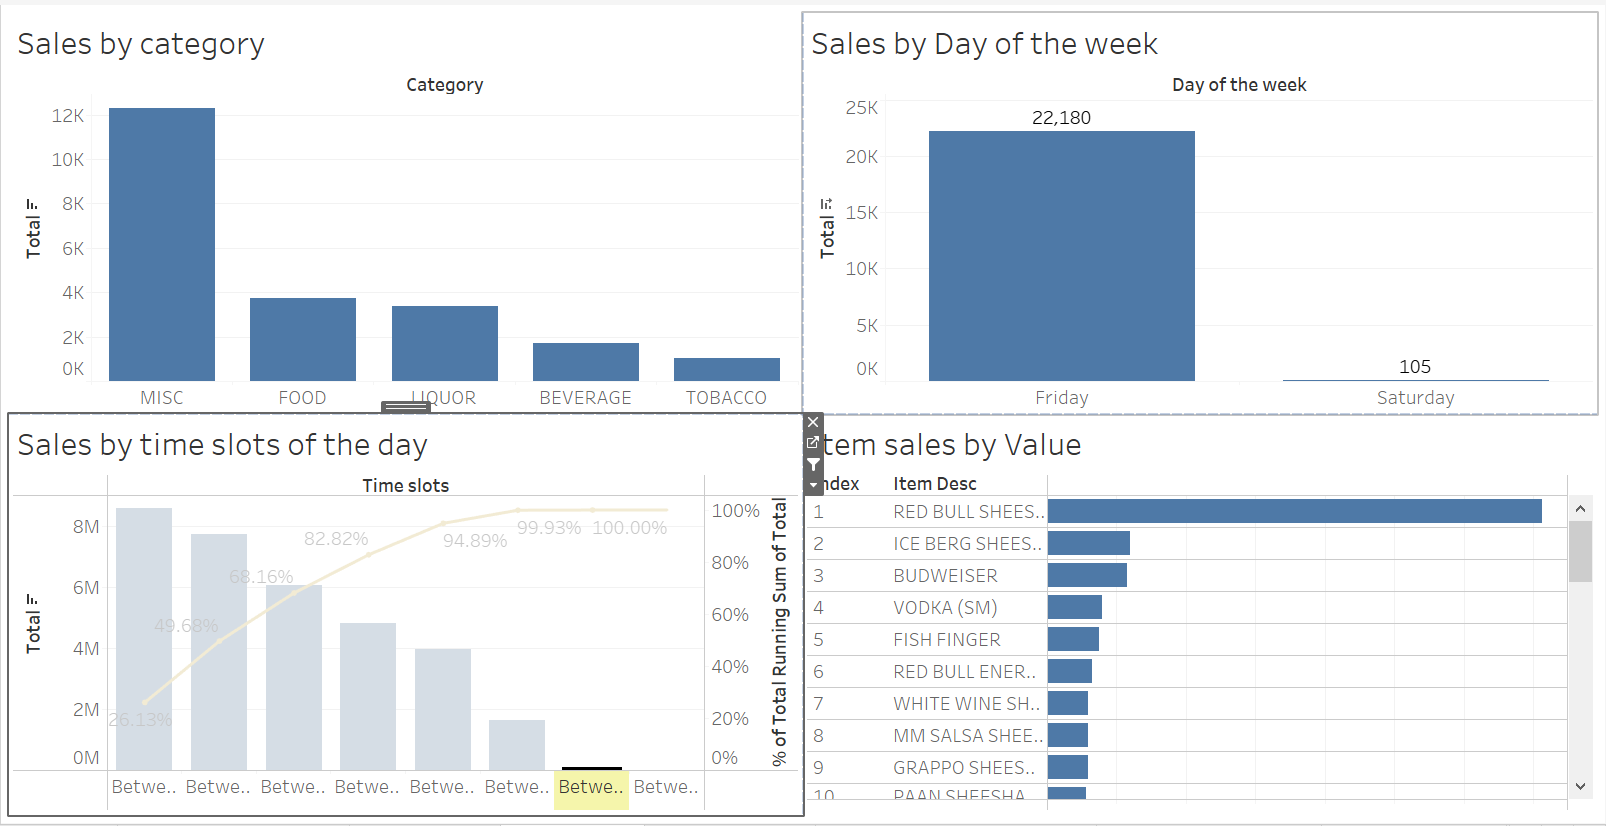 Sales by category
Category
12K
10K
8K
6K
4K
2K
0K
Total
MISC
FOOD
LIQUOR
BEVERAGE
TOBACCO
Sales by Day of the week
Day of the week
25K
20K
15K
10K
5K
0K
Total
22,180
105
Friday
Saturday
Sales by time slots of the day
Time slots
8M
6M
4M
2M
0M
Total
26.13%
49.68%
68.16%
82.82%
94.89%
99.93%
100.00%
100%
80%
60%
40%
20%
0%
% of Total Running Sum of Total
Betwe..
Betwe..
Betwe..
Betwe..
Betwe..
Betwe..
Betwe..
Betwe..
tem sales by Value
ndex Item Desc
1 RED BULL SHEES..
2 ICE BERG SHEES..
3 BUDWEISER
4 VODKA (SM)
5 FISH FINGER
6 RED BULL ENER..
7 WHITE WINE SH..
8 MM SALSA SHEE..
9 GRAPPO SHEES..
10 PAAN SHEESHA